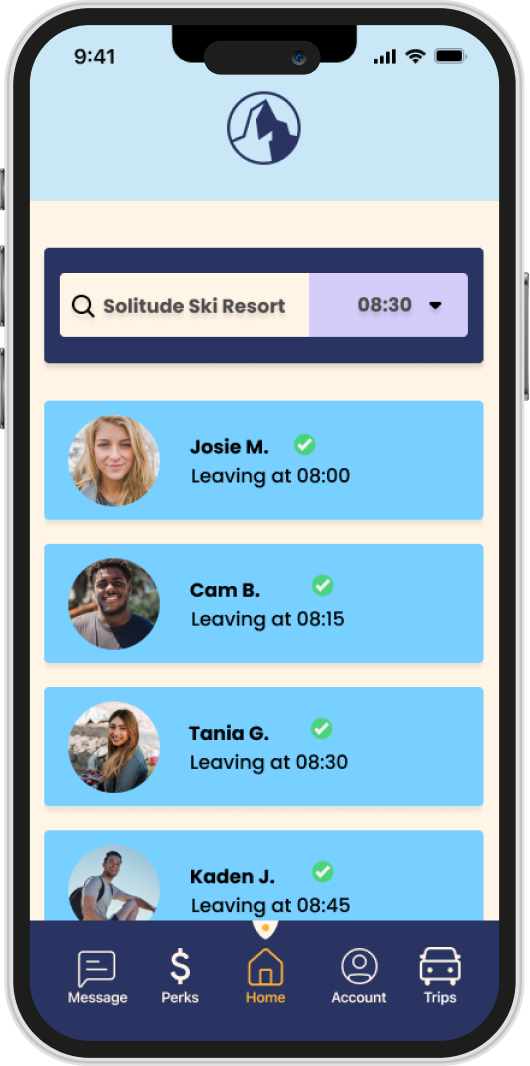 9:41
Solitude Ski Resort 08:30
Josie M.
Leaving at 08:00
Cam B.
Leaving at 08:15
Tania G.
Leaving at 08:30
Kaden J.
Leaving at 08:45
Message Perks Home Account Trips